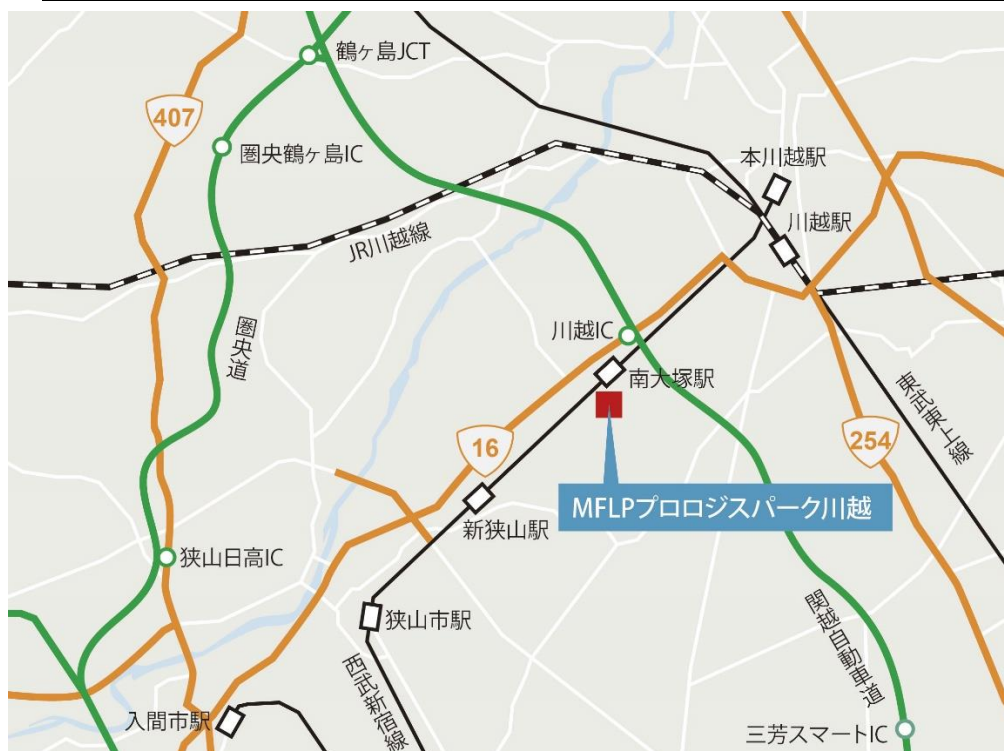 鶴ヶ島JCT
407
圏央鶴ヶ島IC
本川越駅
川越駅
JR川越線
川越IC
圏央道
南大塚駅
東武東上線
16
254
MFLPプロロジスパーク川越
新狭山駅
狭山日高IC
狭山市駅
関越自動車道
西武新宿線
入間市駅
三芳スマートIC